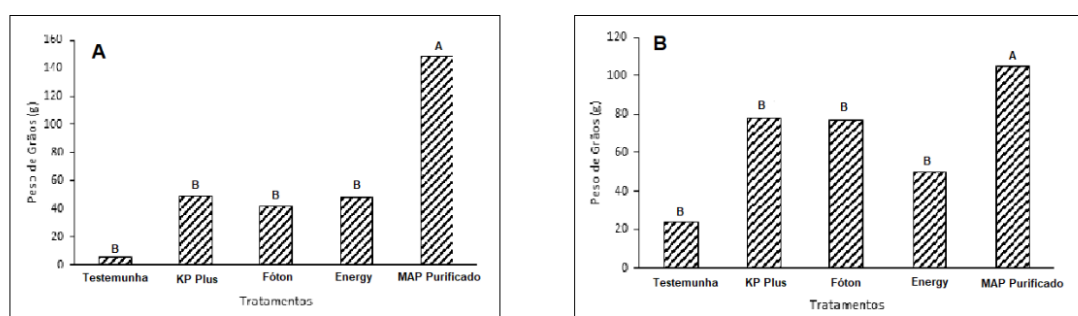 A
A
B
B
B
B
160
140
120
100
80
60
40
20
0
Peso de Grãos (g)
Testemunha KP Plus Fóton Energy MAP Purificado
Tratamentos
B
A
B
B
B
B
120
100
80
60
40
20
0
Peso de Grãos (g)
Testemunha KP Plus Fóton Energy MAP Purificado
Tratamentos